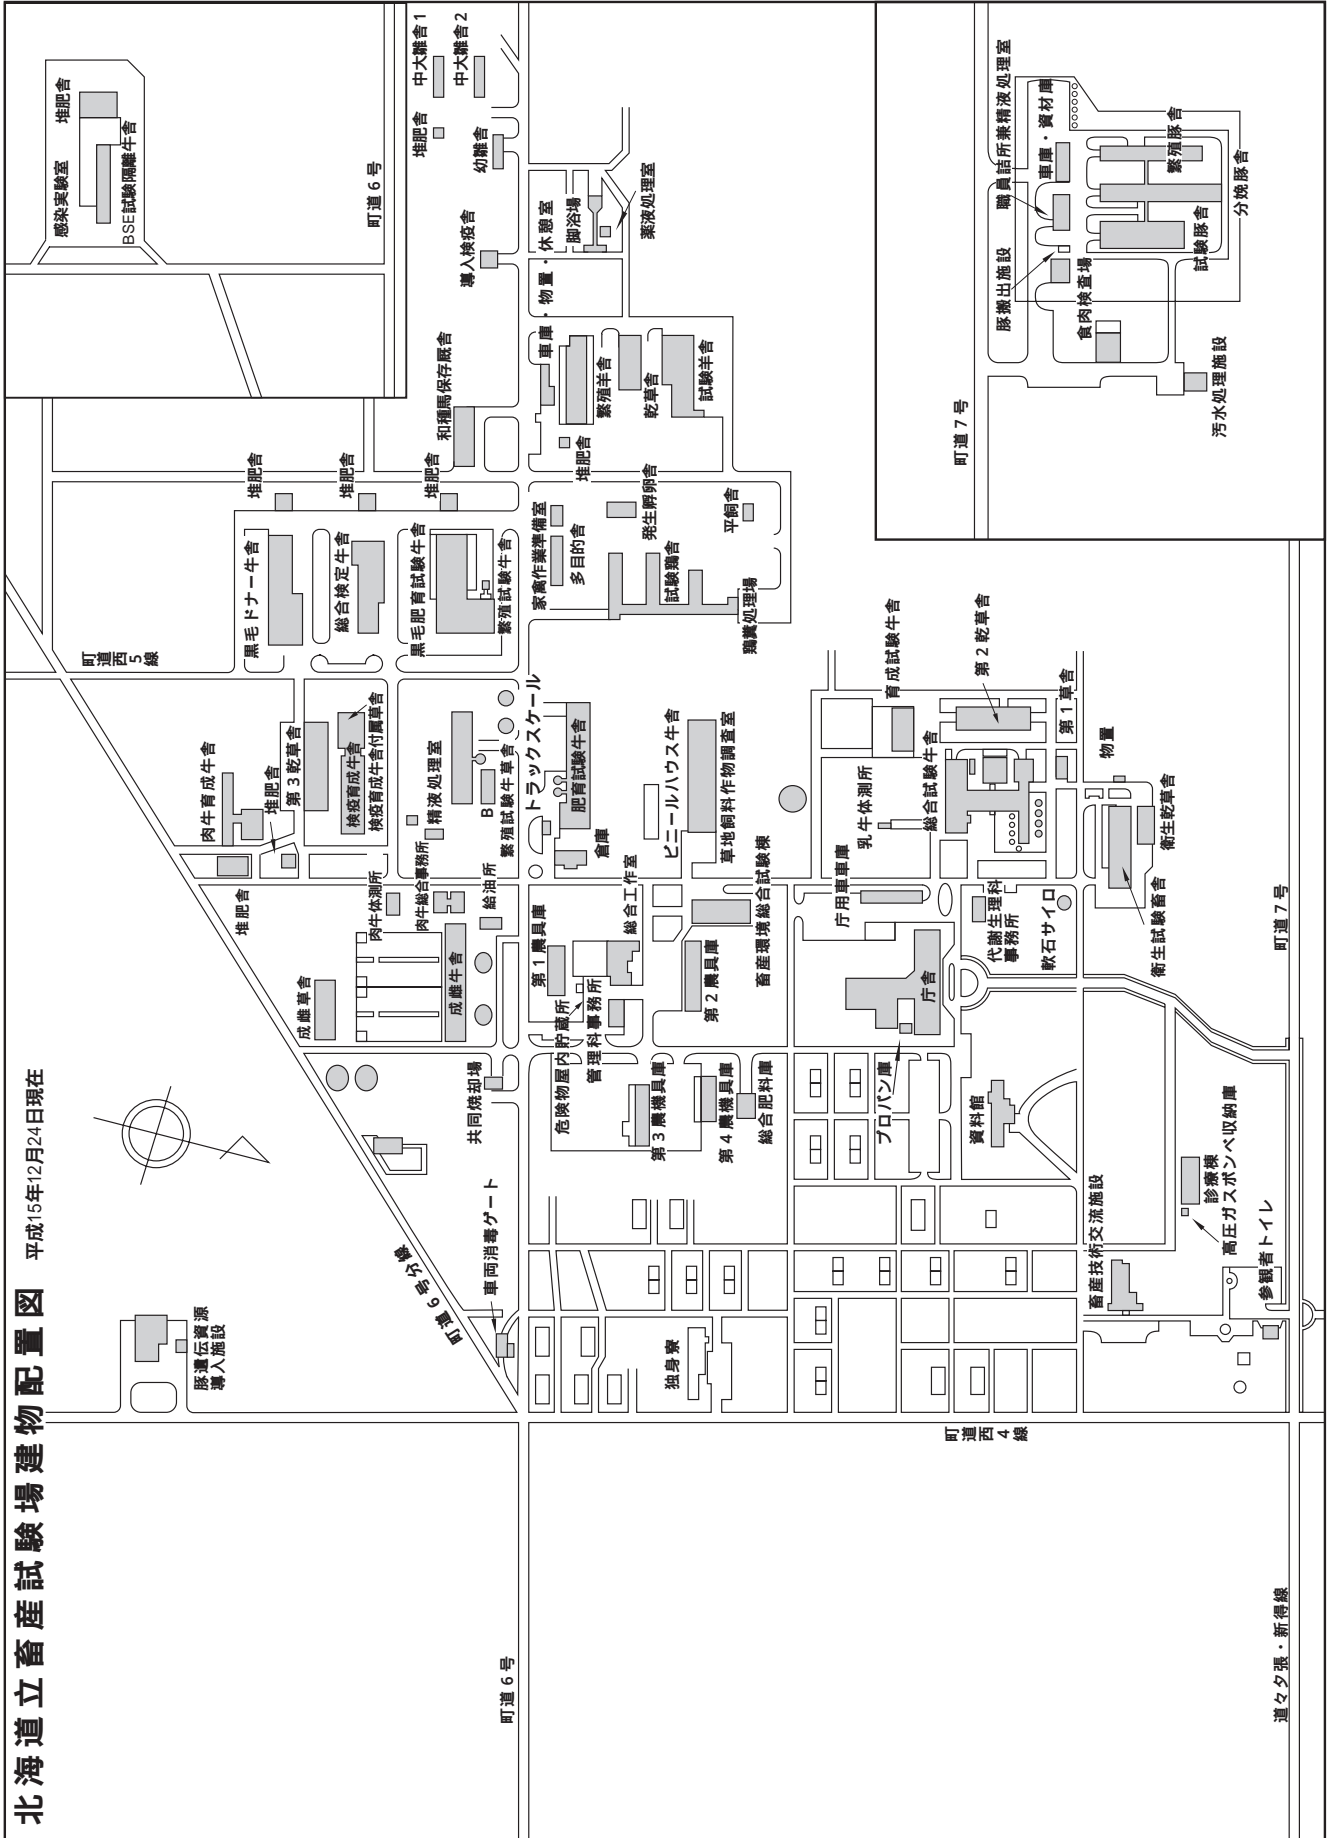 北海道立畜産試験場建物配置図
平成15年12月24日現在
感染実験室
堆肥舎
BSE試験隔離牛舎
町道6号
中大雛舎1
中大雛舎2
堆肥舎
幼雛舎
導入検疫舎
車庫・物置・休憩室
脚浴場
薬液処理室
和種馬保存厩舎
繁殖羊舎
乾草舎
試験羊舎
堆肥舎
堆肥舎
堆肥舎
堆肥舎
黒毛ドナー牛舎
総合検定牛舎
黒毛肥育試験牛舎
繁殖試験牛舎
家禽作業準備室
多目的舎
発生孵卵舎
試験鶏舎
平飼舎
鶏糞処理場
町道西5線
肉牛育成牛舎
堆肥舎
第3乾草舎
検疫育成牛舎
検疫育成牛舎付属草舎
精液処理室
B
繁殖試験牛草舎
トラックスケール
肥育試験牛舎
倉庫
ビニールハウス牛舎
草地飼料作物調査室
堆肥舎
肉牛体測所
肉牛総合事務所
給油所
成雌草舎
成雌牛舎
第1農具庫
総合工作室
危険物屋内貯蔵所
管理科事務所
第2農具庫
畜産環境総合試験棟
共同焼却場
第3農機具庫
第4農機具庫
総合肥料庫
育成試験牛舎
第2乾草舎
第1草舎
乳牛体測所
総合試験牛舎
物置
衛生乾草舎
衛生試験畜舎
庁用車車庫
代謝生理科
事務所
軟石サイロ
庁舎
プロパン庫
資料館
町道7号
車両消毒ゲート
町道6号分線
豚遺伝資源
導入施設
独身寮
畜産技術交流施設
診療棟
高圧ガスボンベ収納庫
参観者トイレ
町道西4線
町道6号
道々夕張・新得線
町道7号
職員詰所兼精液処理室
車庫・資材庫
豚搬出施設
食肉検査場
繁殖豚舎
試験豚舎
分娩豚舎
汚水処理施設